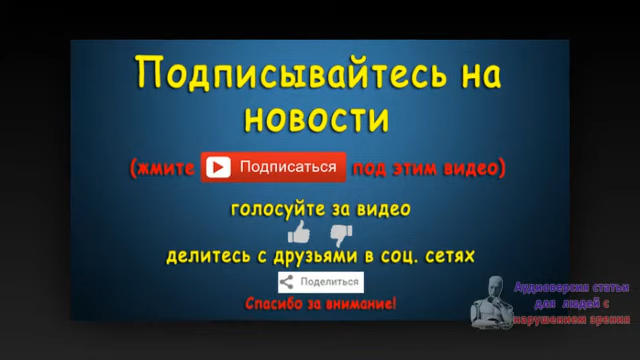 Подписывайтесь на
новости
(жмите Подписаться под этим видео)
голосуйте за видео
делитесь с друзьями в соц. сетях
Поделиться
Спасибо за внимание!
Аудиоверсия статьи
для людей с
нарушением зрения